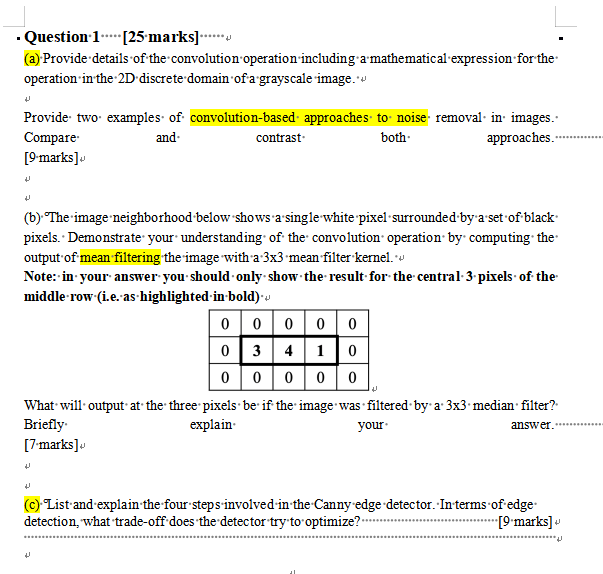 Question 1 [25 marks]
(a) Provide details of the convolution operation including a mathematical expression for the
operation in the 2D discrete domain of a grayscale image.
Provide two examples of convolution-based approaches to noise removal in images.
Compare and contrast both approaches.
[9 marks]
(b) The image neighborhood below shows a single white pixel surrounded by a set of black
pixels. Demonstrate your understanding of the convolution operation by computing the
output of mean filtering the image with a 3x3 mean filter kernel.
Note: in your answer you should only show the result for the central 3 pixels of the
middle row (i.e. as highlighted in bold)
0 0 0 0 0
0 3 4 1 0
0 0 0 0 0
What will output at the three pixels be if the image was filtered by a 3x3 median filter?
Briefly explain your answer.
[7 marks]
(c) List and explain the four steps involved in the Canny edge detector. In terms of edge
detection, what trade-off does the detector try to optimize? [9 marks]